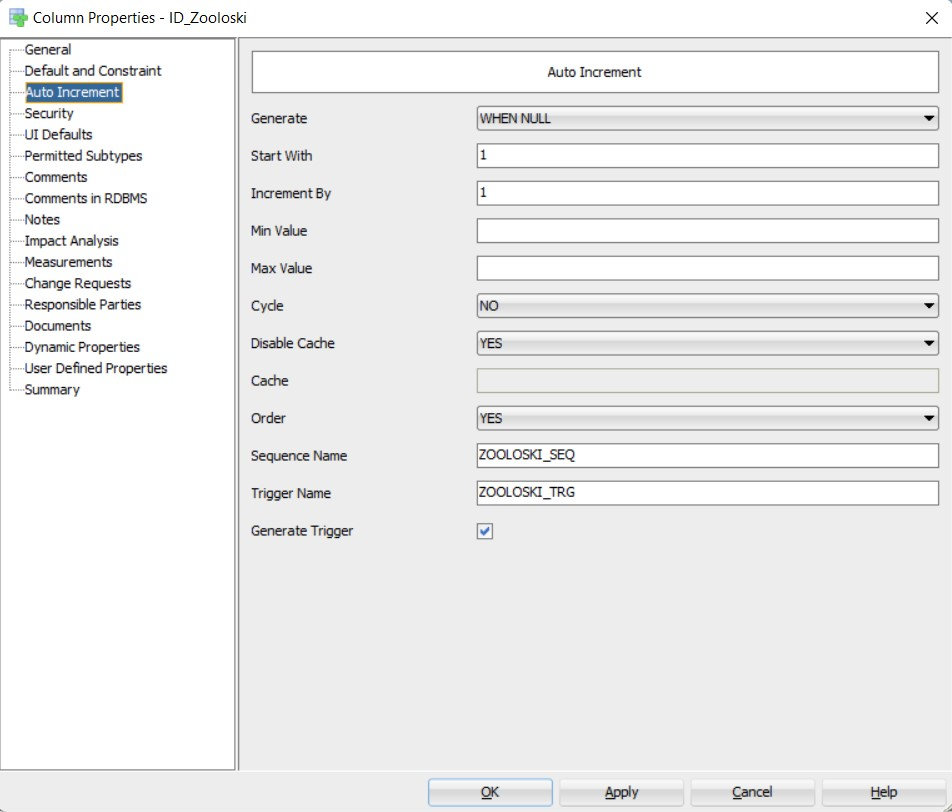 Column Properties - ID_Zooloski
General
Default and Constraint
Auto Increment
Security
UI Defaults
Permitted Subtypes
Comments
Comments in RDBMS
Notes
Impact Analysis
Measurements
Change Requests
Responsible Parties
Documents
Dynamic Properties
User Defined Properties
Summary
Auto Increment
Generate WHEN NULL
Start With 1
Increment By 1
Min Value
Max Value
Cycle NO
Disable Cache YES
Cache
Order YES
Sequence Name ZOOLOSKI_SEQ
Trigger Name ZOOLOSKI_TRG
Generate Trigger
OK Apply Cancel Help